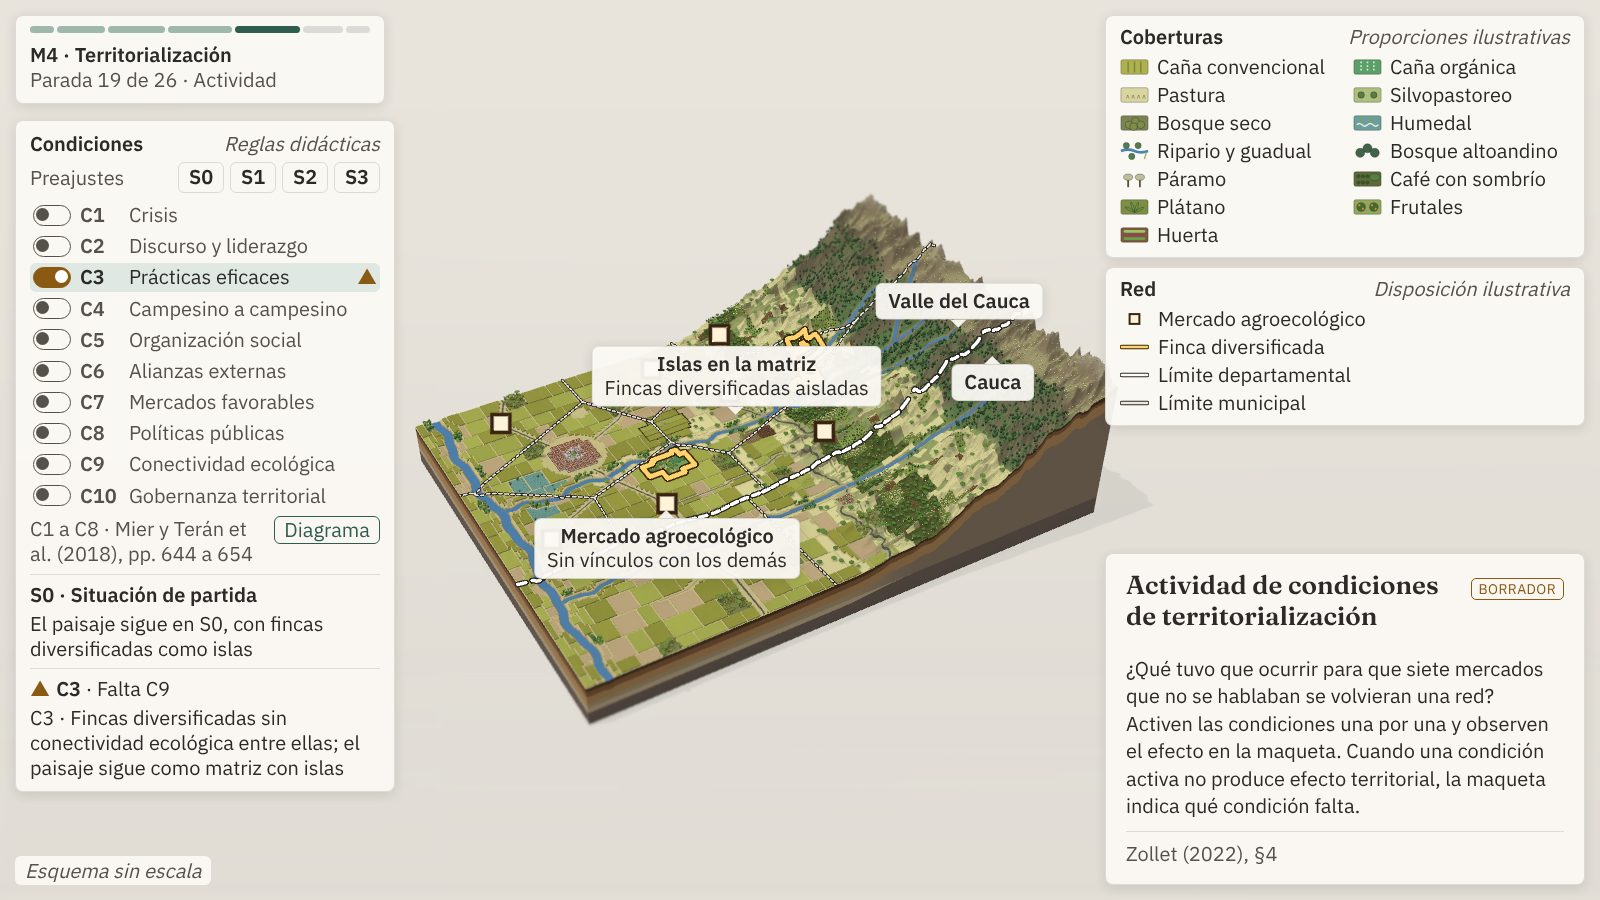 M4 · Territorialización
Parada 19 de 26 · Actividad
Condiciones
Reglas didácticas
Preajustes
S0
S1
S2
S3
C1 Crisis
C2 Discurso y liderazgo
C3 Prácticas eficaces
C4 Campesino a campesino
C5 Organización social
C6 Alianzas externas
C7 Mercados favorables
C8 Políticas públicas
C9 Conectividad ecológica
C10 Gobernanza territorial
C1 a C8 · Mier y Terán et
al. (2018), pp. 644 a 654
Diagrama
S0 · Situación de partida
El paisaje sigue en S0, con fincas
diversificadas como islas
C3 · Falta C9
C3 · Fincas diversificadas sin
conectividad ecológica entre ellas; el
paisaje sigue como matriz con islas
Esquema sin escala
Valle del Cauca
Cauca
Islas en la matriz
Fincas diversificadas aisladas
Mercado agroecológico
Sin vínculos con los demás
Coberturas
Proporciones ilustrativas
Caña convencional
Caña orgánica
Pastura
Silvopastoreo
Bosque seco
Humedal
Ripario y guadual
Bosque altoandino
Páramo
Café con sombrío
Plátano
Frutales
Huerta
Red
Disposición ilustrativa
Mercado agroecológico
Finca diversificada
Límite departamental
Límite municipal
Actividad de condiciones
de territorialización
BORRADOR
¿Qué tuvo que ocurrir para que siete mercados
que no se hablaban se volvieran una red?
Activen las condiciones una por una y observen
el efecto en la maqueta. Cuando una condición
activa no produce efecto territorial, la maqueta
indica qué condición falta.
Zollet (2022), §4